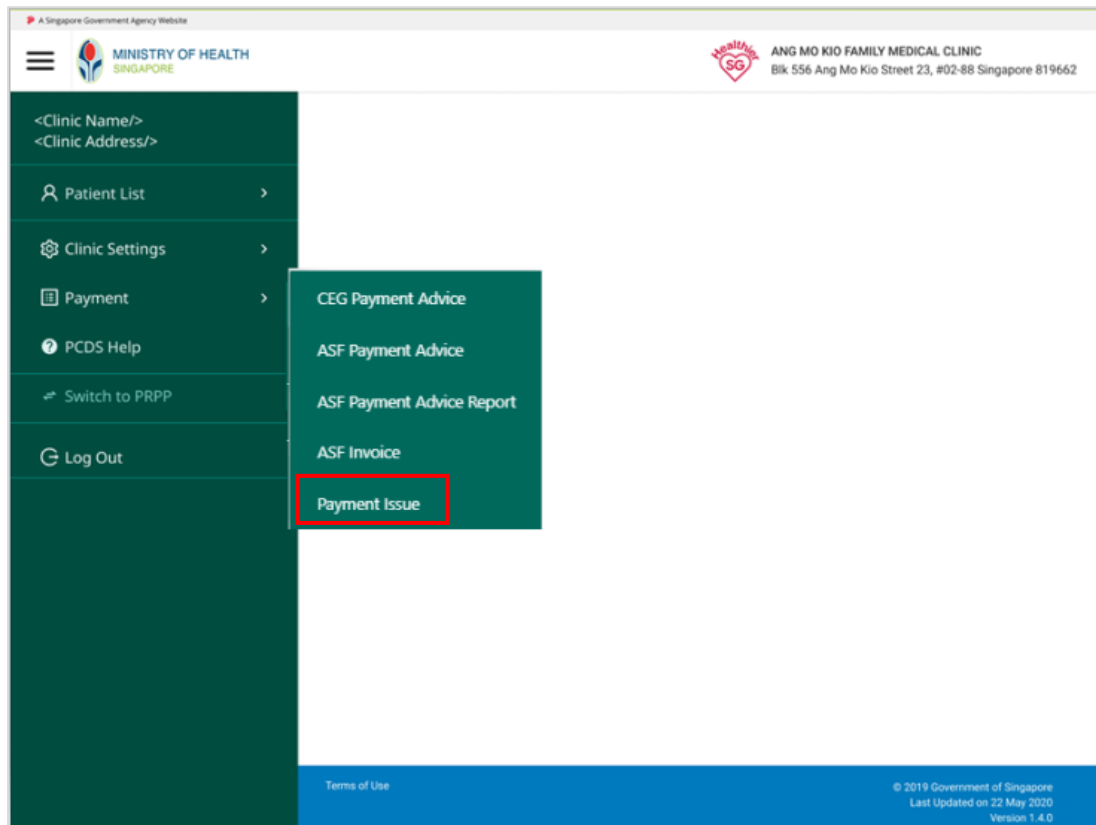 A Singapore Government Agency Website
MINISTRY OF HEALTH
SINGAPORE
Healthier
SG
ANG MO KIO FAMILY MEDICAL CLINIC
Blk 556 Ang Mo Kio Street 23, #02-88 Singapore 819662
<Clinic Name/>
<Clinic Address/>
Patient List
Clinic Settings
Payment
PCDS Help
Switch to PRPP
Log Out
CEG Payment Advice
ASF Payment Advice
ASF Payment Advice Report
ASF Invoice
Payment Issue
Terms of Use
© 2019 Government of Singapore
Last Updated on 22 May 2020
Version 1.4.0